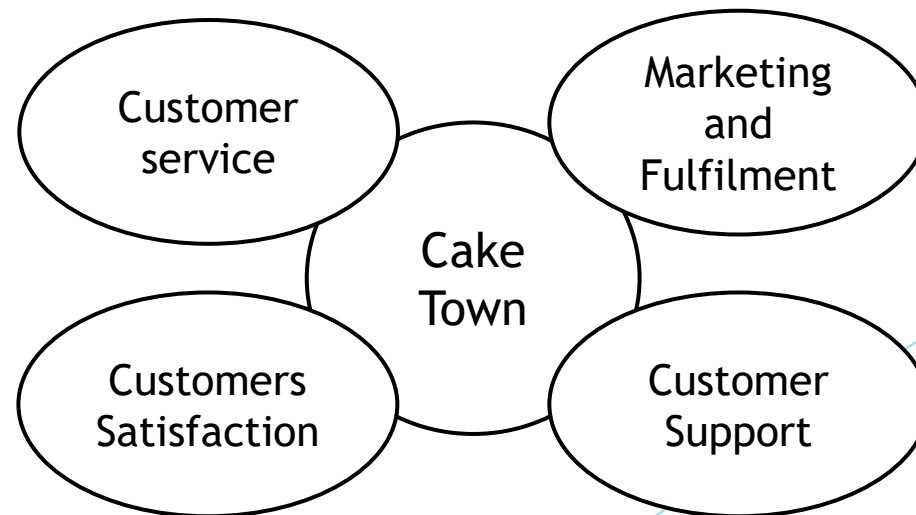 Customer
service
Marketing
and
Fulfilment
Cake
Town
Customers
Satisfaction
Customer
Support